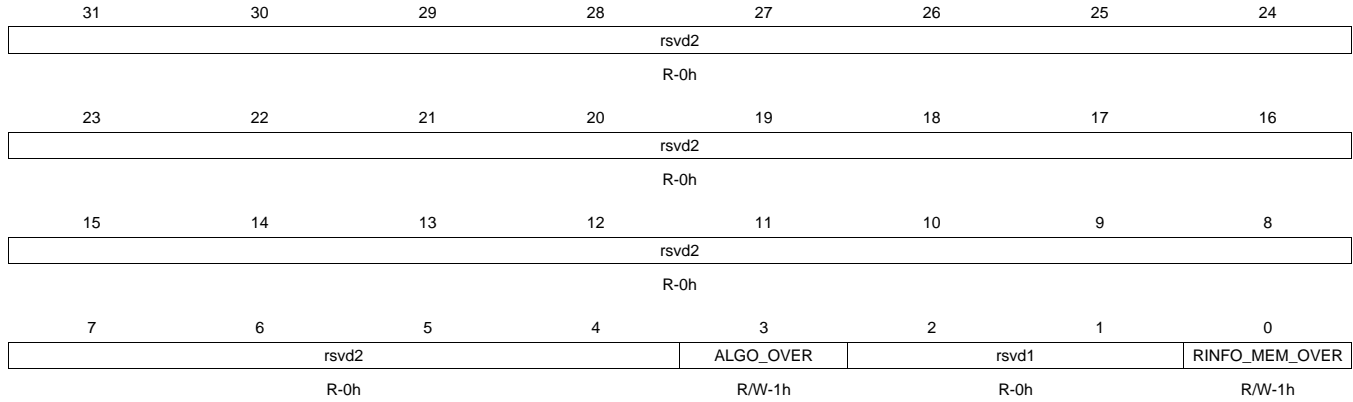 31 30 29 28 27 26 25 24
rsvd2
R-0h
23 22 21 20 19 18 17 16
rsvd2
R-0h
15 14 13 12 11 10 9 8
rsvd2
R-0h
7 6 5 4 3 2 1 0
rsvd2 ALGO_OVER rsvd1 RINFO_MEM_OVER
R-0h R/W-1h R-0h R/W-1h